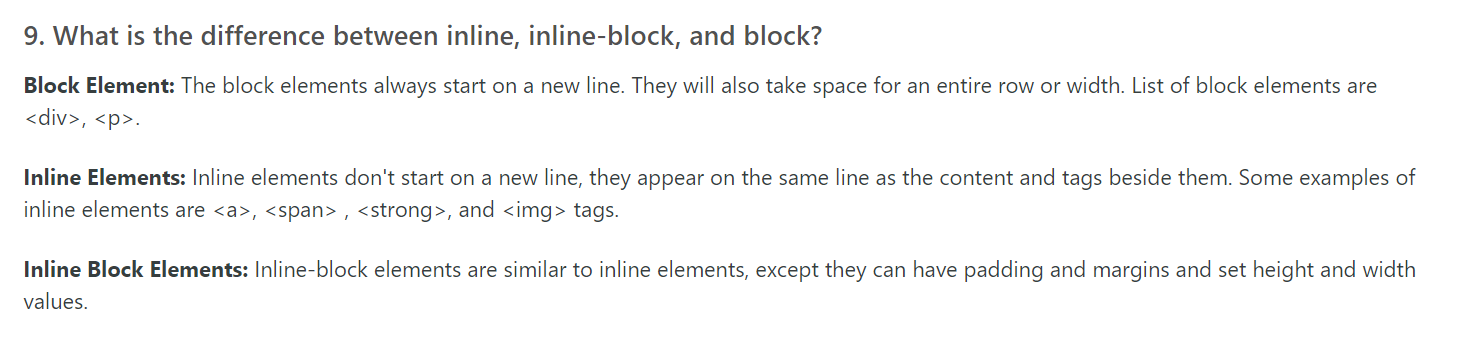 9. What is the difference between inline, inline-block, and block?
Block Element: The block elements always start on a new line. They will also take space for an entire row or width. List of block elements are
<div>, <p>.
Inline Elements: Inline elements don't start on a new line, they appear on the same line as the content and tags beside them. Some examples of
inline elements are <a>, <span> , <strong>, and <img> tags.
Inline Block Elements: Inline-block elements are similar to inline elements, except they can have padding and margins and set height and width
values.